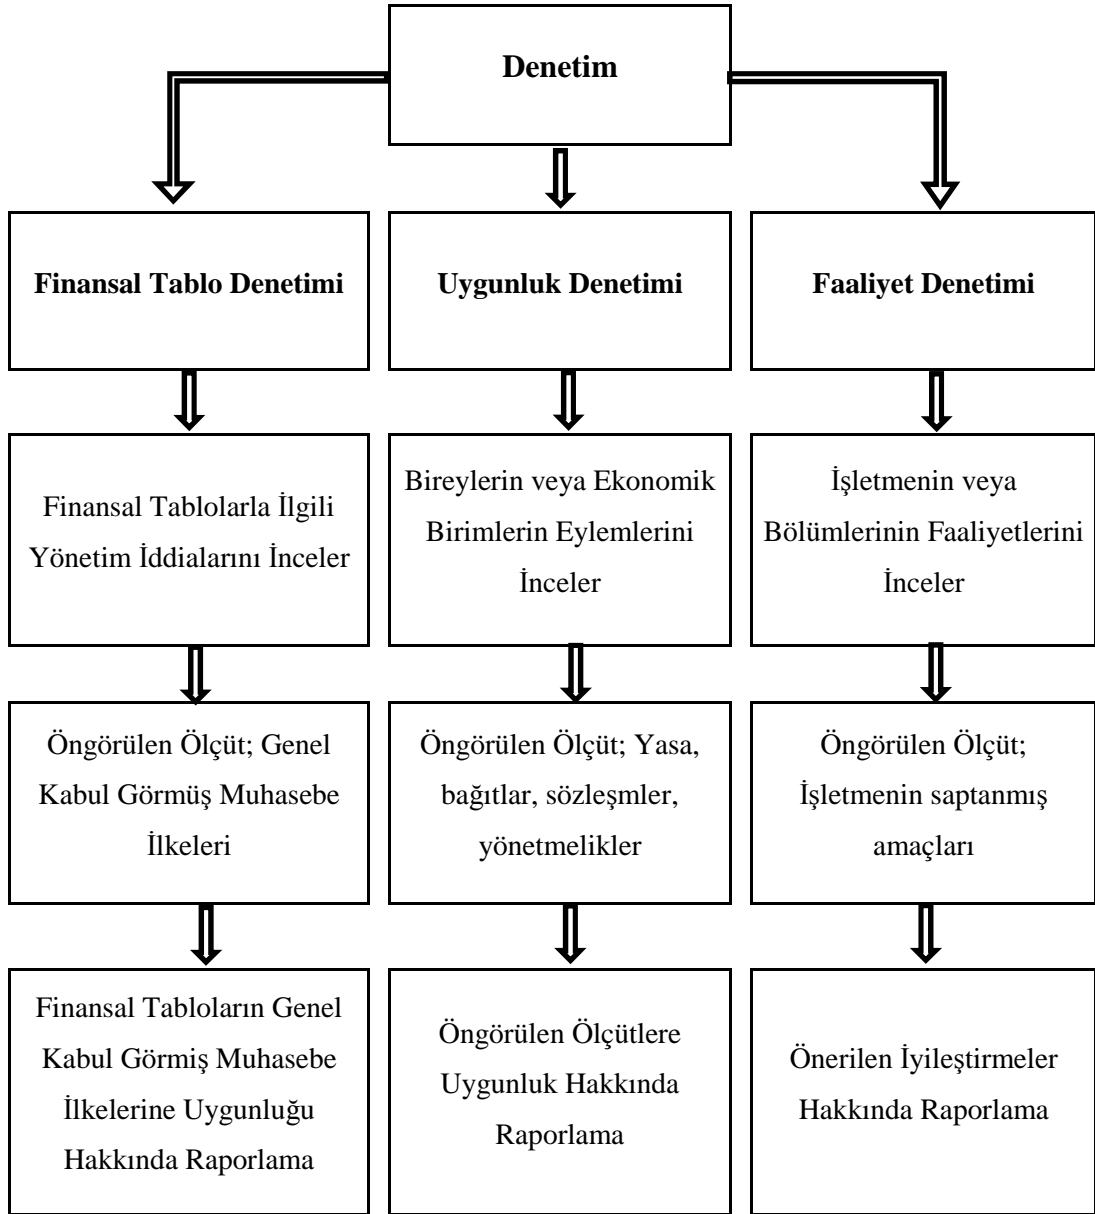 Denetim
Finansal Tablo Denetimi
Uygunluk Denetimi
Faaliyet Denetimi
Finansal Tablolarla İlgili
Yönetim İddialarını İnceler
Bireylerin veya Ekonomik
Birimlerin Eylemlerini
İnceler
İşletmenin veya
Bölümlerinin Faaliyetlerini
İnceler
Öngörülen Ölçüt; Genel
Kabul Görmüş Muhasebe
İlkeleri
Öngörülen Ölçüt; Yasa,
bağıtlar, sözleşmler,
yönetmelikler
Öngörülen Ölçüt;
İşletmenin saptanmış
amaçları
Finansal Tabloların Genel
Kabul Görmiş Muhasebe
İlkelerine Uygunluğu
Hakkında Raporlama
Öngörülen Ölçütlere
Uygunluk Hakkında
Raporlama
Önerilen İyileştirmeler
Hakkında Raporlama